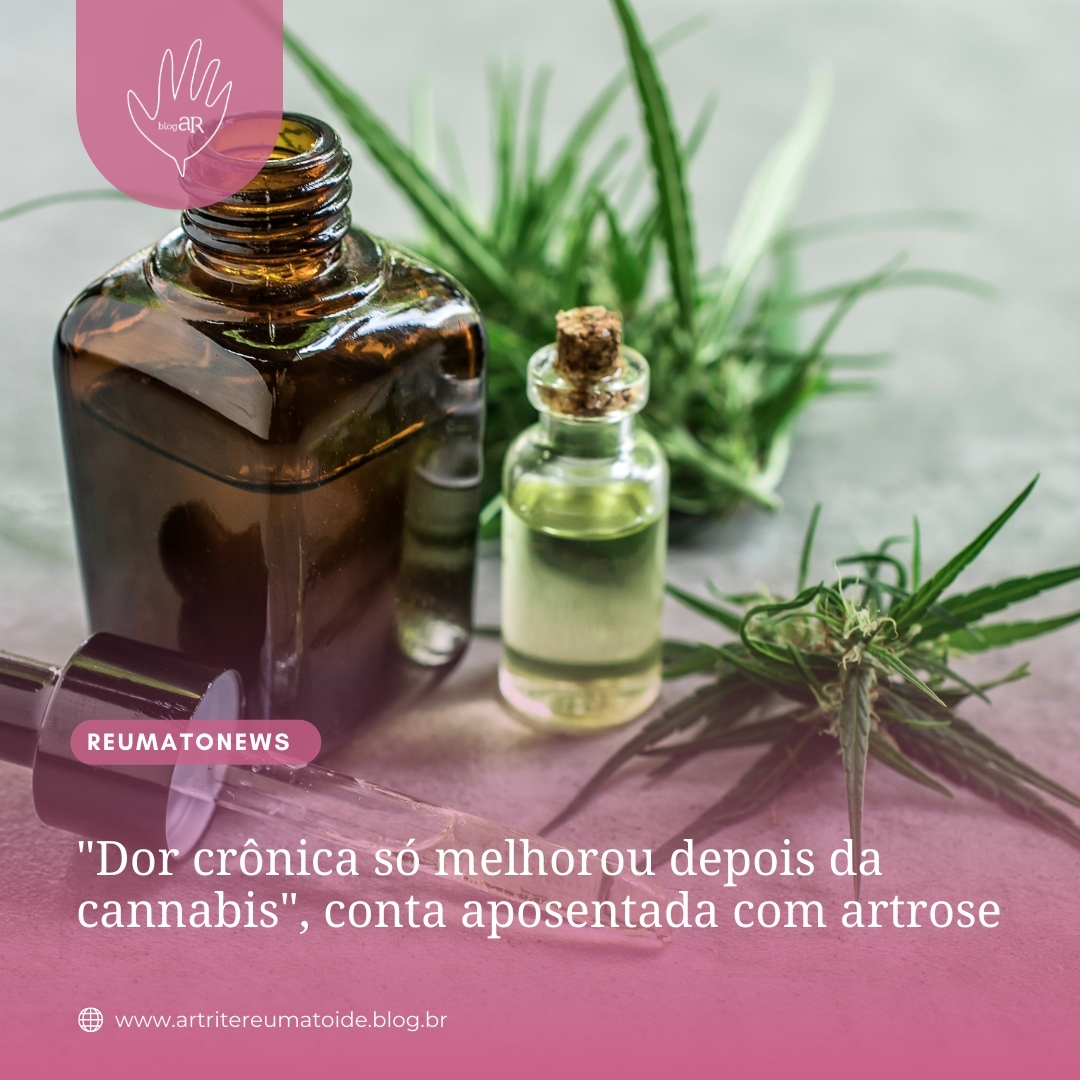 blog aR
REUMATONEWS
"Dor crônica só melhorou depois da
cannabis", conta aposentada com artrose
www.artritereumatoide.blog.br